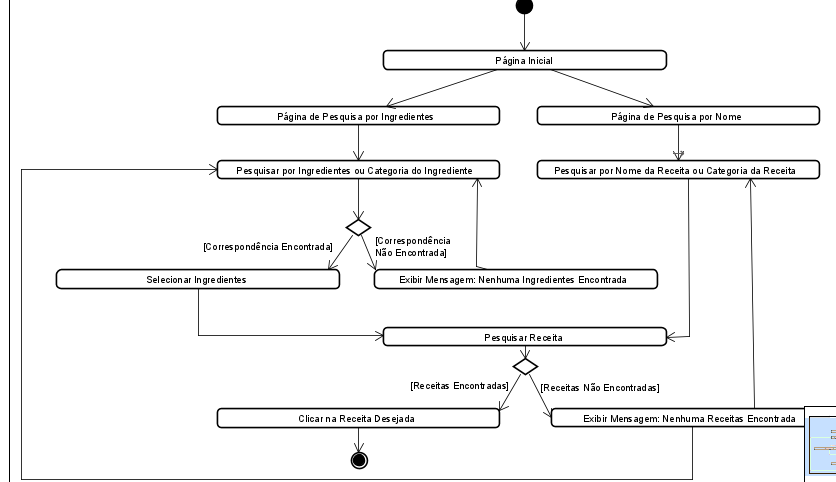 Página Inicial
Página de Pesquisa por Ingredientes
Página de Pesquisa por Nome
Pesquisar por Ingredientes ou Categoria do Ingrediente
Pesquisar por Nome da Receita ou Categoria da Receita
[Correspondência Encontrada]
[Correspondência
Não Encontrada]
Selecionar Ingredientes
Exibir Mensagem: Nenhuma Ingredientes Encontrada
Pesquisar Receita
[Receitas Encontradas]
[Receitas Não Encontradas]
Clicar na Receita Desejada
Exibir Mensagem: Nenhuma Receitas Encontrada